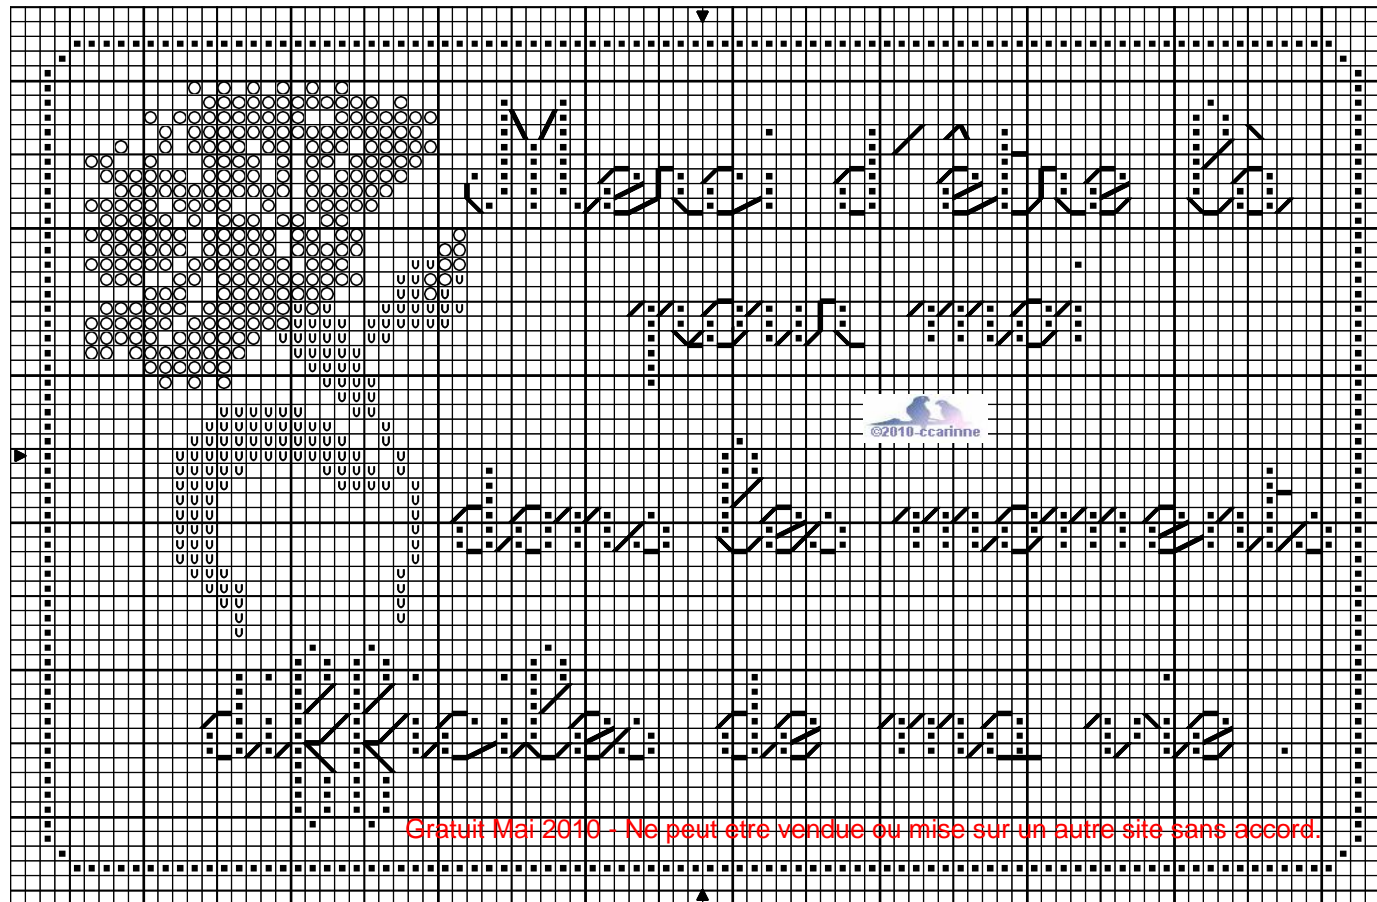 Merci d'être là
pour moi
©2010-ccarinne
dans les moments
difficiles de ma vie.
Gratuit Mai 2010 - Ne peut etre vendue ou mise sur un autre site sans accord.